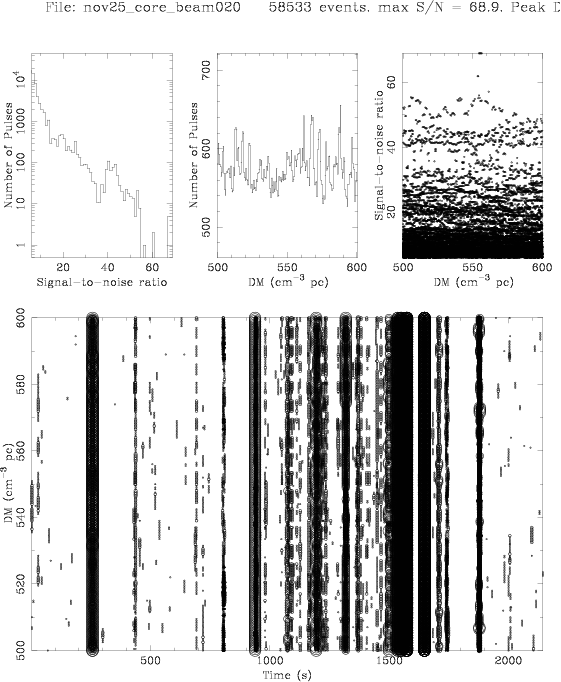 File: nov25_core_beam020 58533 events. max S/N = 68.9. Peak D
Number of Pulses
1 10 100 1000 10^4
20 40 60
Signal-to-noise ratio
Number of Pulses
500 600 700
500 550 600
DM (cm^-3 pc)
Signal-to-noise ratio
20 40 60
500 550 600
DM (cm^-3 pc)
DM (cm^-3 pc)
500 520 540 560 580 600
500 1000 1500 2000
Time (s)